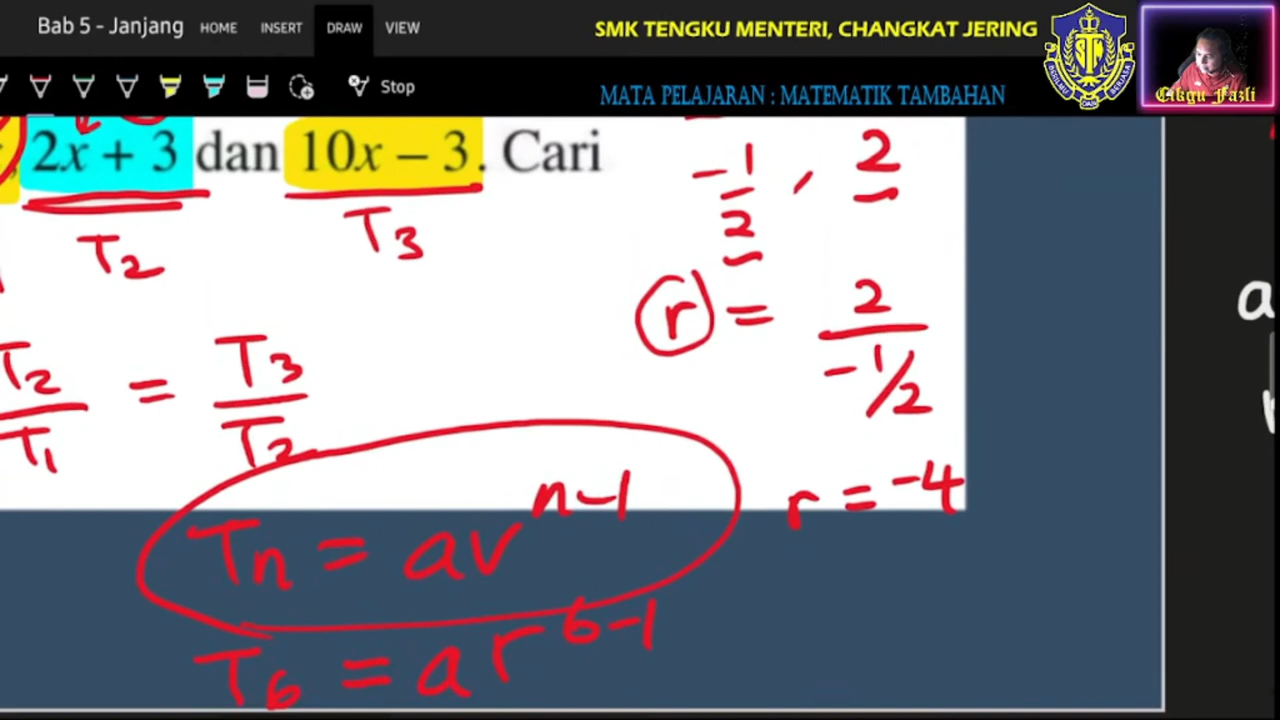 Bab 5 - Janjang HOME INSERT DRAW VIEW
SMK TENGKU MENTERI, CHANGKAT JERING
Stop
MATA PELAJARAN : MATEMATIK TAMBAHAN
Cikgu Fazli
2x + 3 dan 10x – 3. Cari
T2 T3
-1/2 , 2
r = 2/(-1/2)
T2/T1 = T3/T2
r = -4
Tn = ar^(n-1)
T6 = ar^(6-1)
a